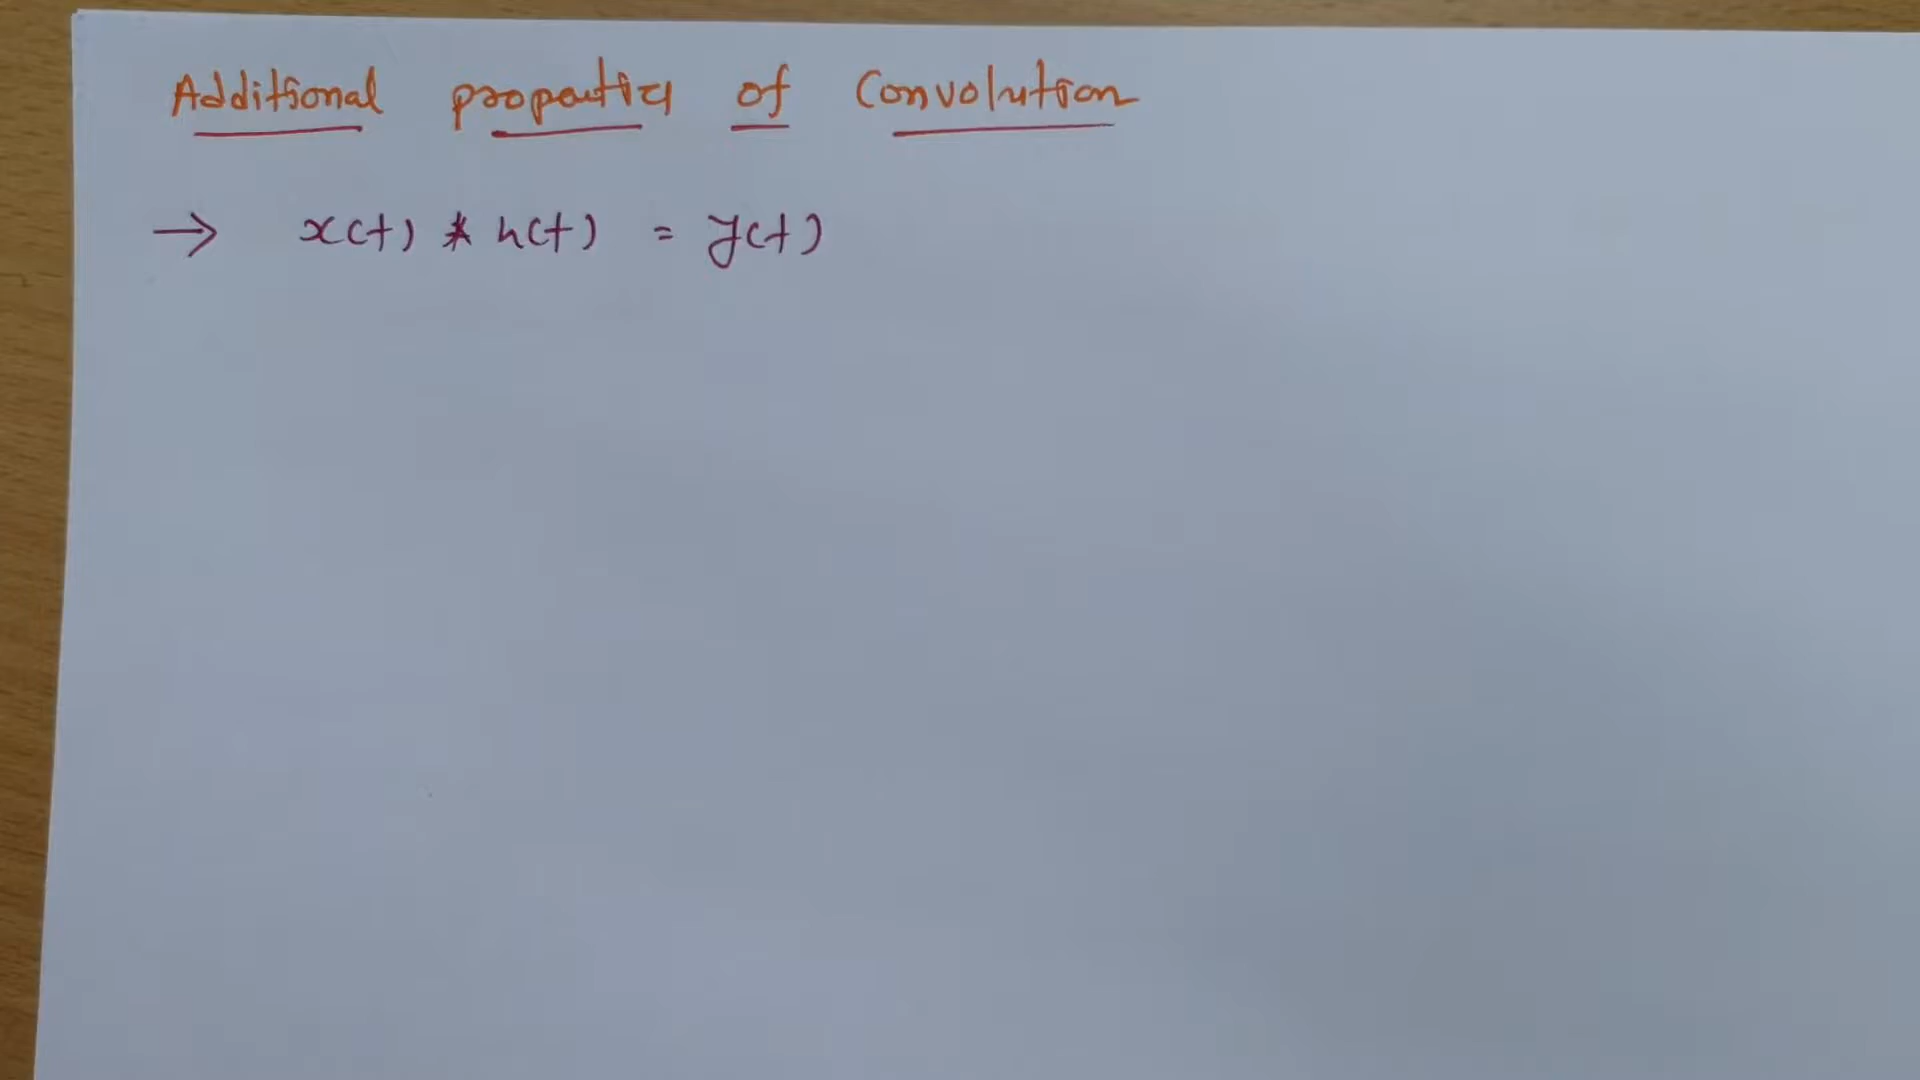 Additional properties of Convolution
→ x(t) * h(t) = y(t)